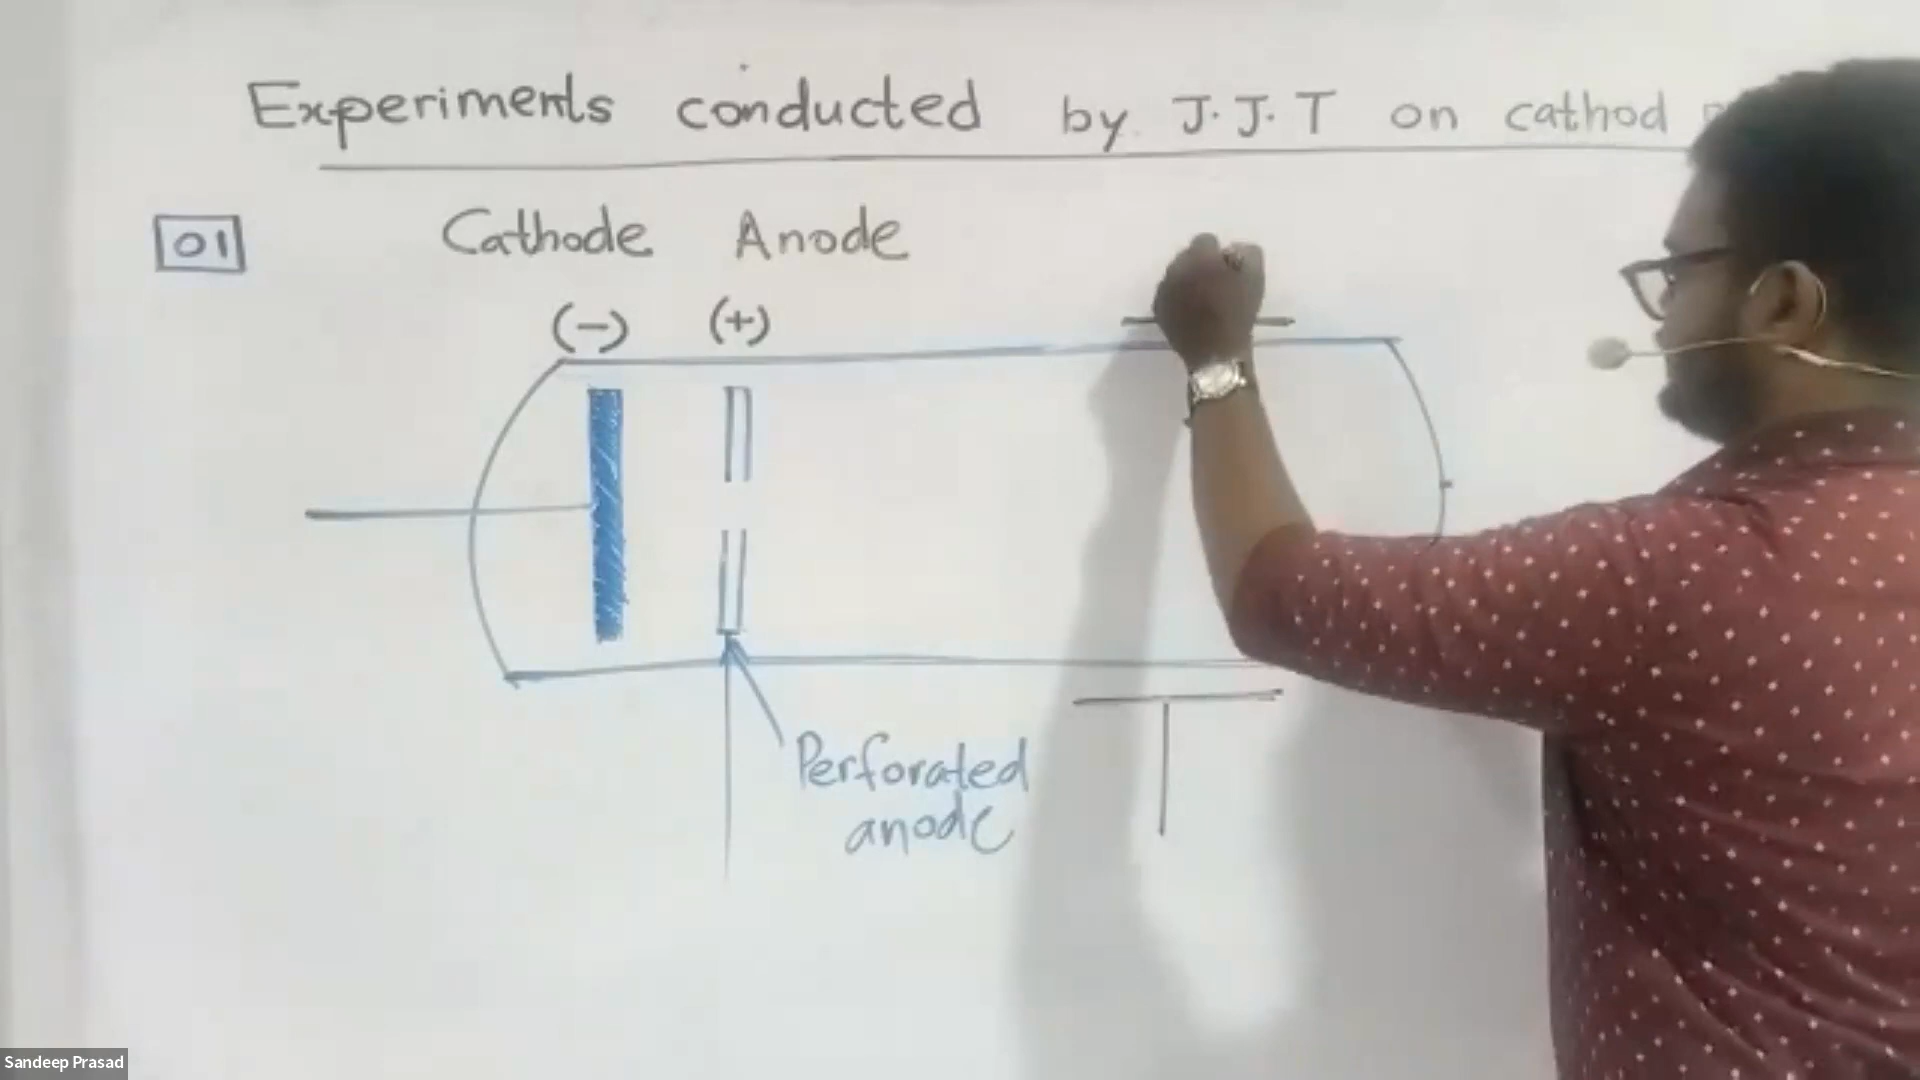 Experiments conducted by J.J.T on cathod
01
Cathode Anode
(-) (+)
Perforated
anode
Sandeep Prasad